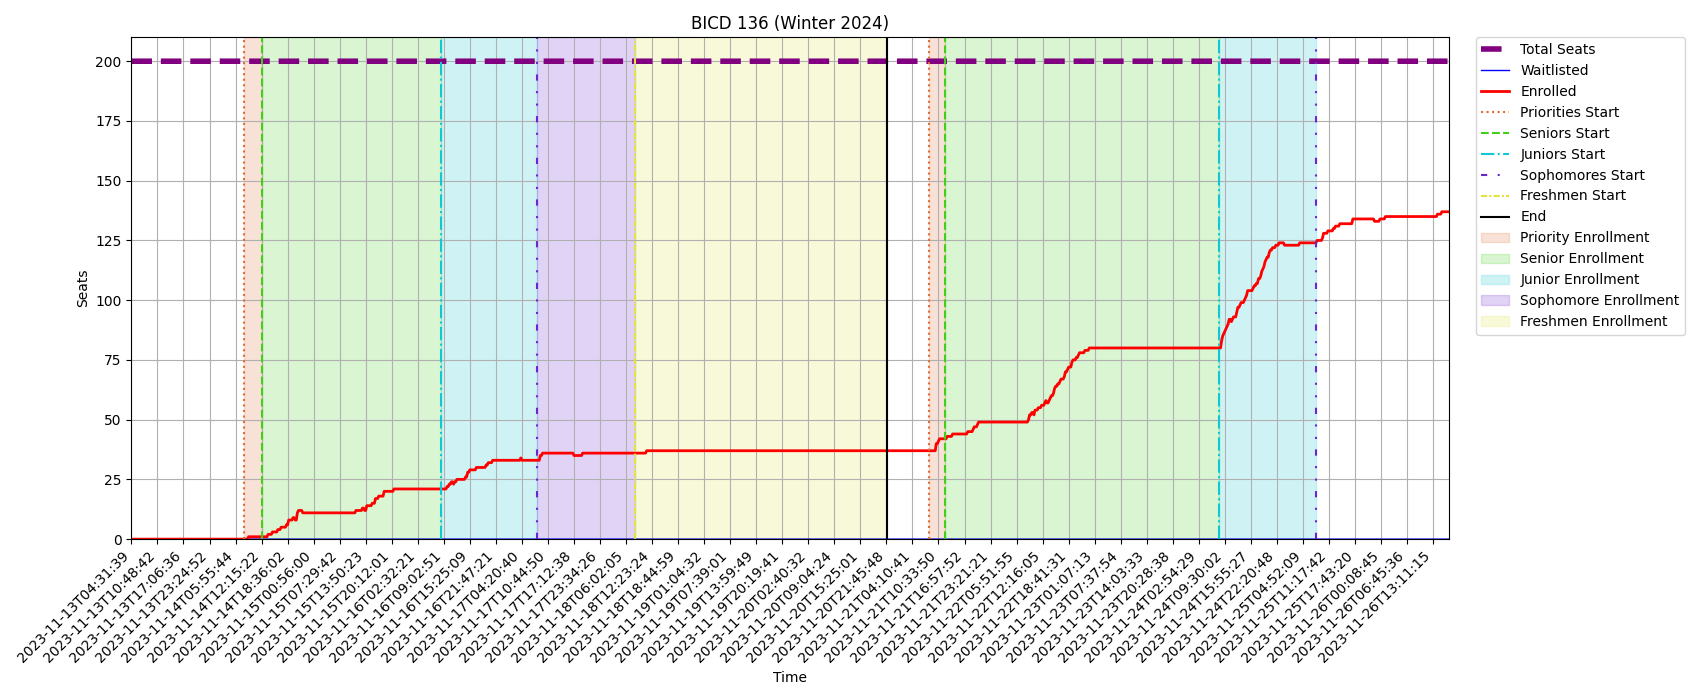 BICD 136 (Winter 2024)
Seats
200
175
150
125
100
75
50
25
0
2023-11-13T04:31:39
2023-11-13T10:48:42
2023-11-13T17:06:36
2023-11-13T23:24:52
2023-11-14T05:55:44
2023-11-14T12:15:22
2023-11-14T18:36:02
2023-11-15T00:56:00
2023-11-15T07:29:42
2023-11-15T13:50:23
2023-11-15T20:12:01
2023-11-16T02:32:21
2023-11-16T09:02:51
2023-11-16T15:25:09
2023-11-16T21:47:21
2023-11-17T04:20:40
2023-11-17T10:44:50
2023-11-17T17:12:38
2023-11-17T23:34:26
2023-11-18T06:02:05
2023-11-18T12:23:24
2023-11-18T18:44:59
2023-11-19T01:04:32
2023-11-19T07:39:01
2023-11-19T13:59:49
2023-11-19T20:19:41
2023-11-20T02:40:32
2023-11-20T09:04:24
2023-11-20T15:25:01
2023-11-20T21:45:48
2023-11-21T04:10:41
2023-11-21T10:33:50
2023-11-21T16:57:52
2023-11-21T23:21:21
2023-11-22T05:51:55
2023-11-22T12:16:05
2023-11-22T18:41:31
2023-11-23T01:07:13
2023-11-23T07:37:54
2023-11-23T14:03:33
2023-11-23T20:28:38
2023-11-24T02:54:29
2023-11-24T09:30:02
2023-11-24T15:55:27
2023-11-24T22:20:48
2023-11-25T04:52:09
2023-11-25T11:17:42
2023-11-25T17:43:20
2023-11-26T00:08:45
2023-11-26T06:45:36
2023-11-26T13:11:15
Time
Total Seats
Waitlisted
Enrolled
Priorities Start
Seniors Start
Juniors Start
Sophomores Start
Freshmen Start
End
Priority Enrollment
Senior Enrollment
Junior Enrollment
Sophomore Enrollment
Freshmen Enrollment